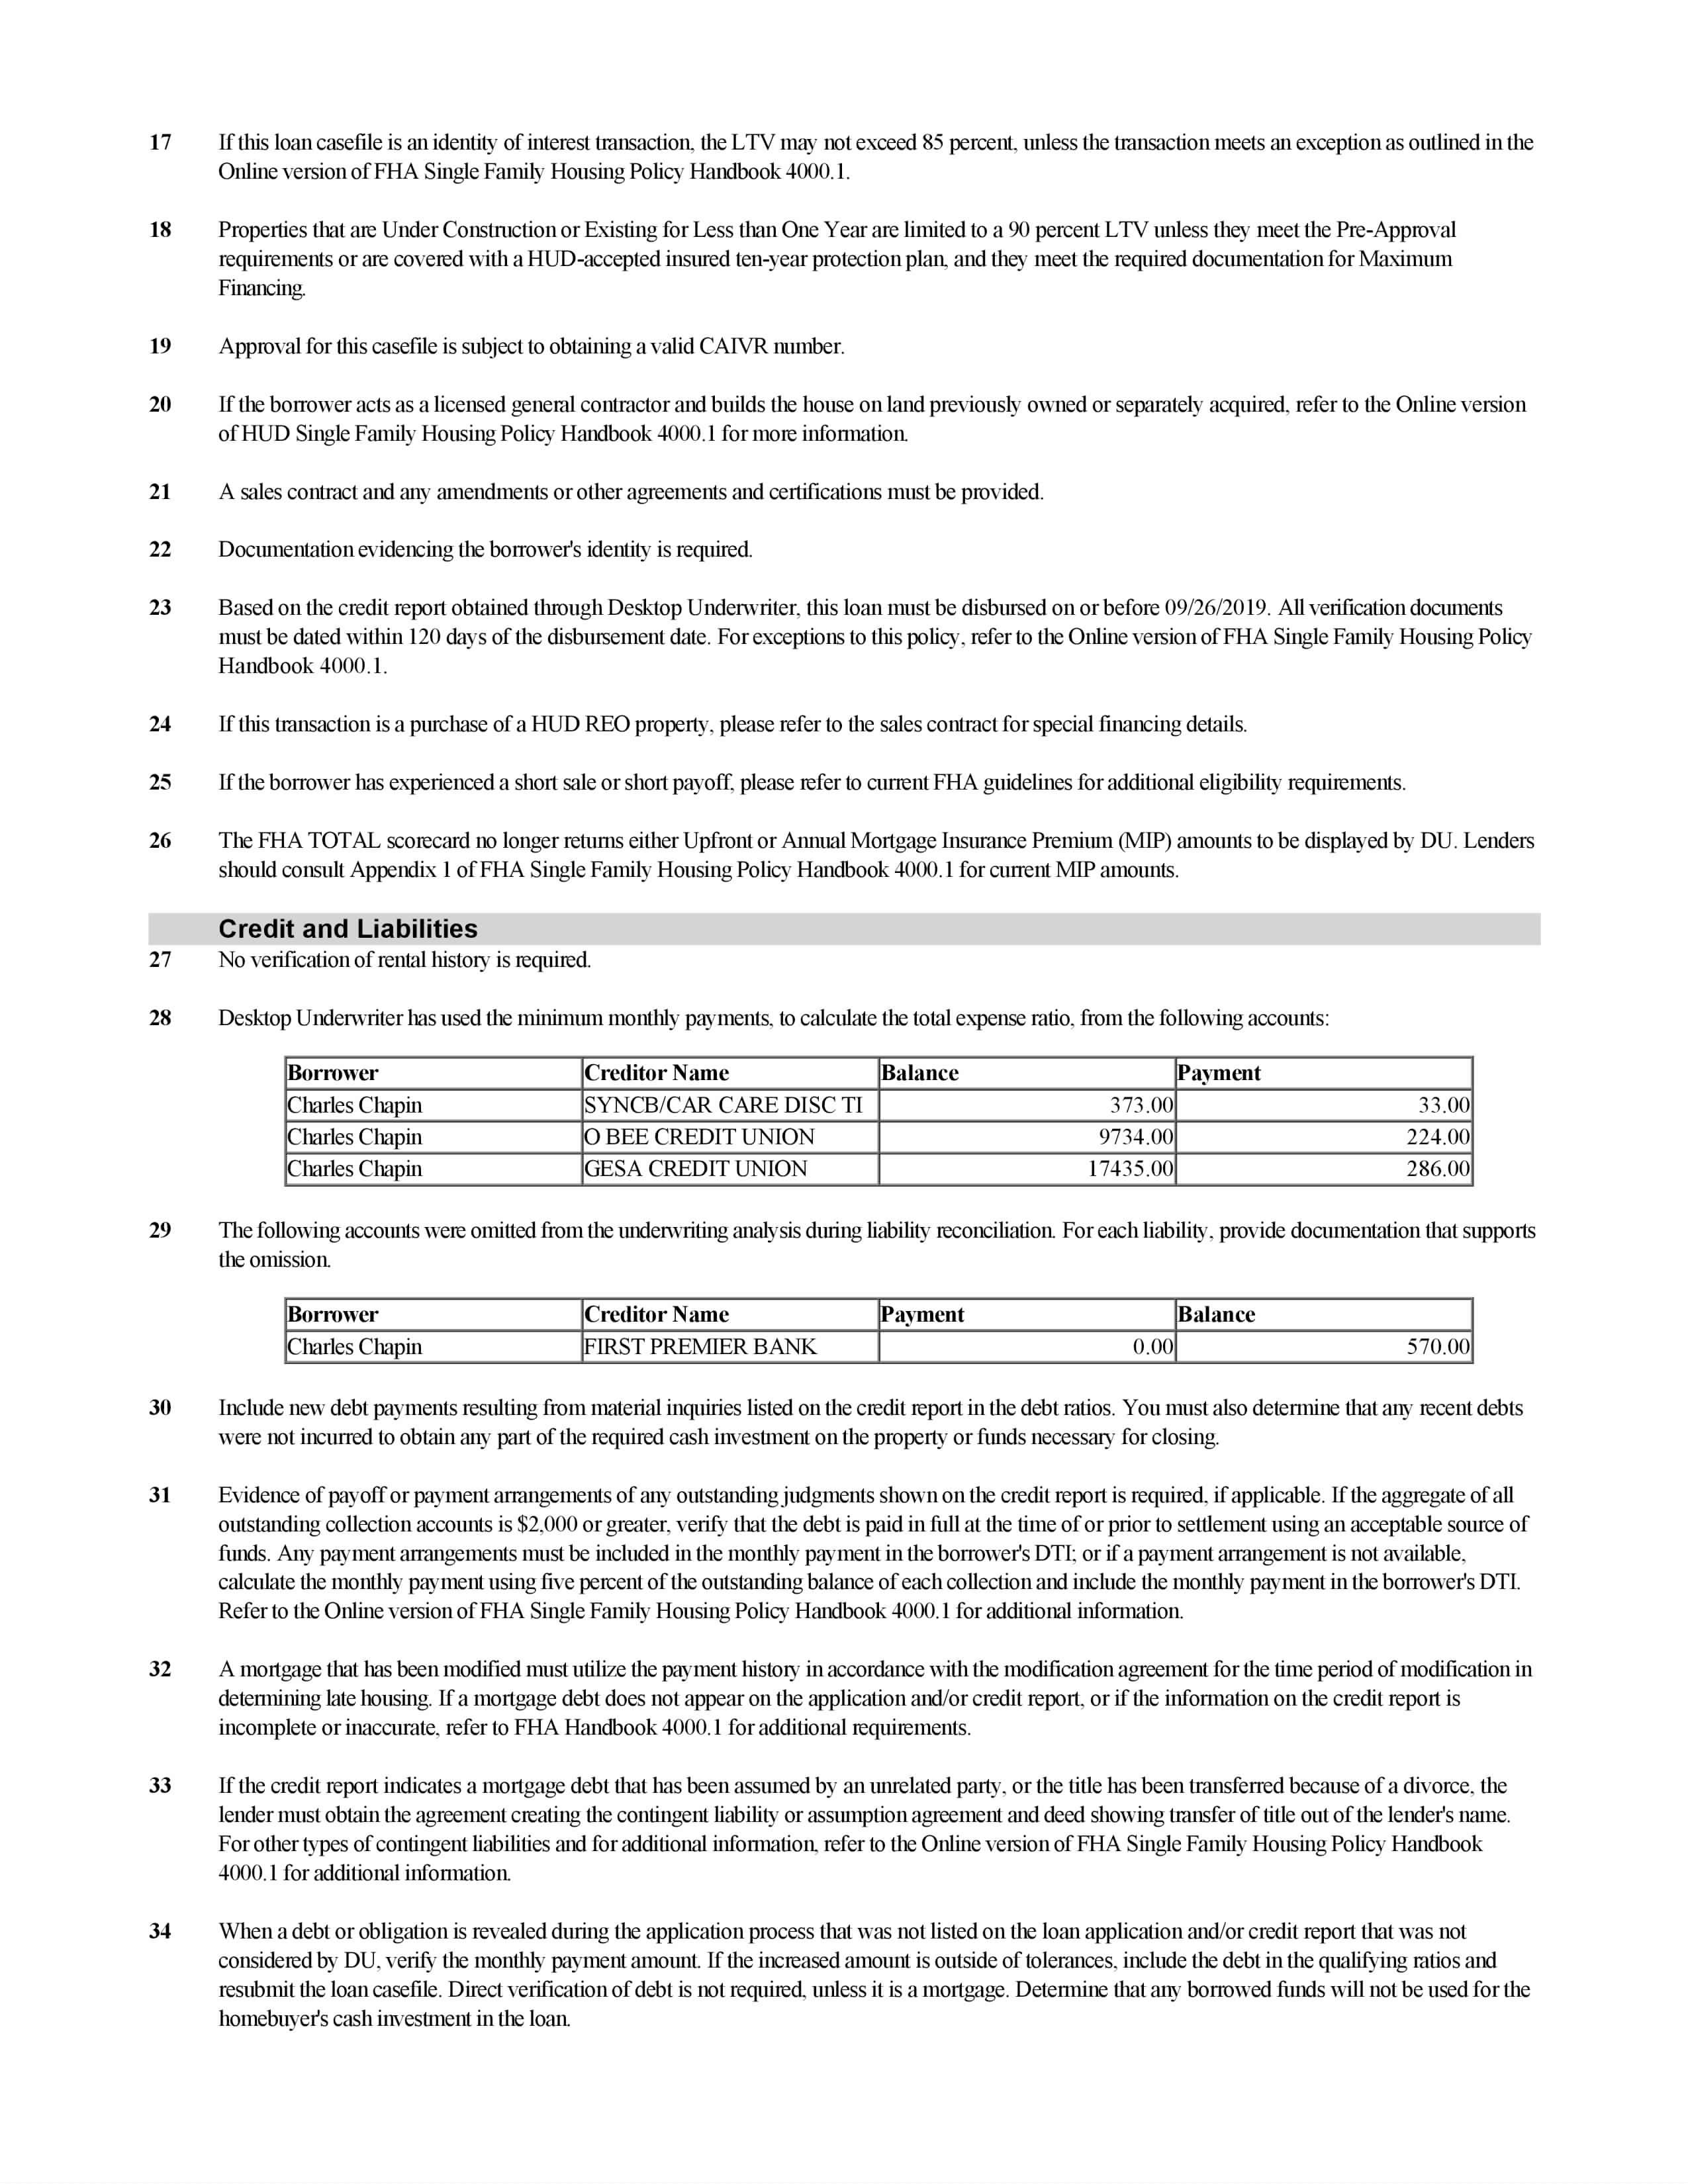 17 If this loan casefile is an identity of interest transaction, the LTV may not exceed 85 percent, unless the transaction meets an exception as outlined in the
Online version of FHA Single Family Housing Policy Handbook 4000.1.
18 Properties that are Under Construction or Existing for Less than One Year are limited to a 90 percent LTV unless they meet the Pre-Approval
requirements or are covered with a HUD-accepted insured ten-year protection plan, and they meet the required documentation for Maximum
Financing.
19 Approval for this casefile is subject to obtaining a valid CAIVR number.
20 If the borrower acts as a licensed general contractor and builds the house on land previously owned or separately acquired, refer to the Online version
of HUD Single Family Housing Policy Handbook 4000.1 for more information.
21 A sales contract and any amendments or other agreements and certifications must be provided.
22 Documentation evidencing the borrower's identity is required.
23 Based on the credit report obtained through Desktop Underwriter, this loan must be disbursed on or before 09/26/2019. All verification documents
must be dated within 120 days of the disbursement date. For exceptions to this policy, refer to the Online version of FHA Single Family Housing Policy
Handbook 4000.1.
24 If this transaction is a purchase of a HUD REO property, please refer to the sales contract for special financing details.
25 If the borrower has experienced a short sale or short payoff, please refer to current FHA guidelines for additional eligibility requirements.
26 The FHA TOTAL scorecard no longer returns either Upfront or Annual Mortgage Insurance Premium (MIP) amounts to be displayed by DU. Lenders
should consult Appendix 1 of FHA Single Family Housing Policy Handbook 4000.1 for current MIP amounts.
Credit and Liabilities
27 No verification of rental history is required.
28 Desktop Underwriter has used the minimum monthly payments, to calculate the total expense ratio, from the following accounts:
Borrower Creditor Name Balance Payment
Charles Chapin SYNCB/CAR CARE DISC TI 373.00 33.00
Charles Chapin O BEE CREDIT UNION 9734.00 224.00
Charles Chapin GESA CREDIT UNION 17435.00 286.00
29 The following accounts were omitted from the underwriting analysis during liability reconciliation. For each liability, provide documentation that supports
the omission.
Borrower Creditor Name Payment Balance
Charles Chapin FIRST PREMIER BANK 0.00 570.00
30 Include new debt payments resulting from material inquiries listed on the credit report in the debt ratios. You must also determine that any recent debts
were not incurred to obtain any part of the required cash investment on the property or funds necessary for closing.
31 Evidence of payoff or payment arrangements of any outstanding judgments shown on the credit report is required, if applicable. If the aggregate of all
outstanding collection accounts is $2,000 or greater, verify that the debt is paid in full at the time of or prior to settlement using an acceptable source of
funds. Any payment arrangements must be included in the monthly payment in the borrower's DTI; or if a payment arrangement is not available,
calculate the monthly payment using five percent of the outstanding balance of each collection and include the monthly payment in the borrower's DTI.
Refer to the Online version of FHA Single Family Housing Policy Handbook 4000.1 for additional information.
32 A mortgage that has been modified must utilize the payment history in accordance with the modification agreement for the time period of modification in
determining late housing. If a mortgage debt does not appear on the application and/or credit report, or if the information on the credit report is
incomplete or inaccurate, refer to FHA Handbook 4000.1 for additional requirements.
33 If the credit report indicates a mortgage debt that has been assumed by an unrelated party, or the title has been transferred because of a divorce, the
lender must obtain the agreement creating the contingent liability or assumption agreement and deed showing transfer of title out of the lender's name.
For other types of contingent liabilities and for additional information, refer to the Online version of FHA Single Family Housing Policy Handbook
4000.1 for additional information.
34 When a debt or obligation is revealed during the application process that was not listed on the loan application and/or credit report that was not
considered by DU, verify the monthly payment amount. If the increased amount is outside of tolerances, include the debt in the qualifying ratios and
resubmit the loan casefile. Direct verification of debt is not required, unless it is a mortgage. Determine that any borrowed funds will not be used for the
homebuyer's cash investment in the loan.